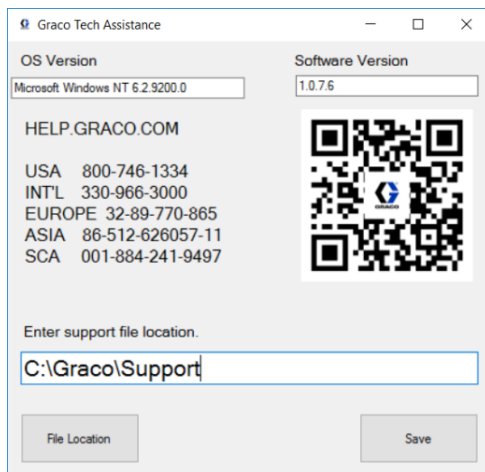 Graco Tech Assistance
OS Version
Software Version
Microsoft Windows NT 6.2.9200.0
1.0.7.6
HELP.GRACO.COM
USA 800-746-1334
INT'L 330-966-3000
EUROPE 32-89-770-865
ASIA 86-512-626057-11
SCA 001-884-241-9497
GRACO
Enter support file location.
C:\Graco\Support
File Location
Save